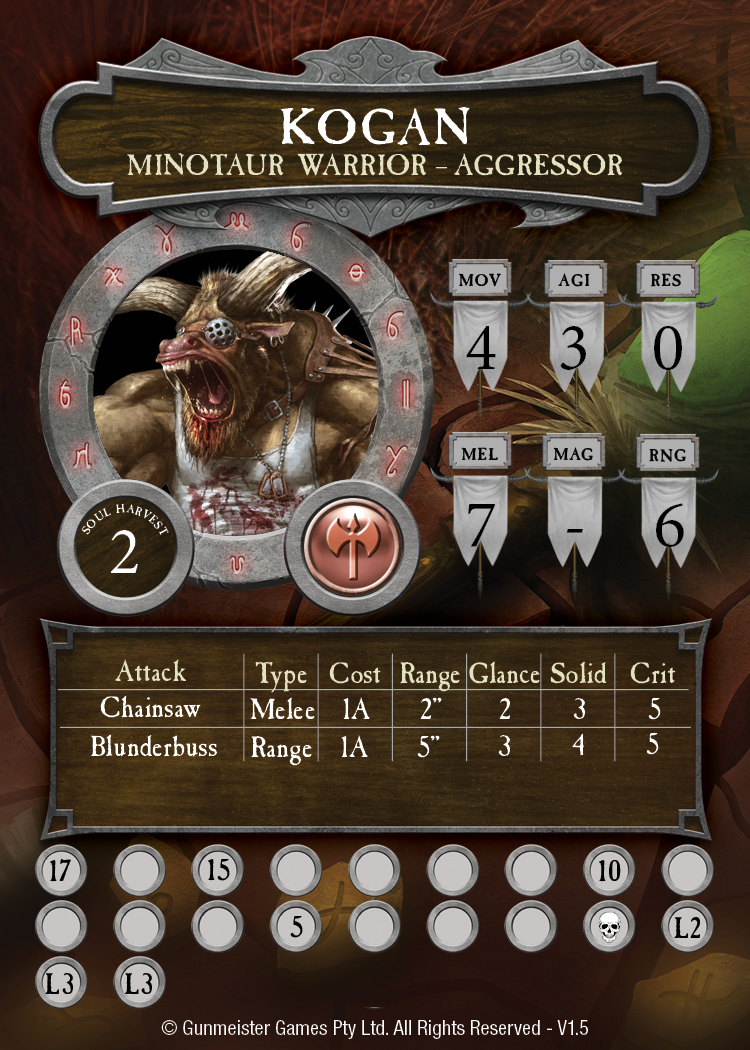 KOGAN
MINOTAUR WARRIOR – AGGRESSOR
MOV AGI RES
4 3 0
MEL MAG RNG
7 - 6
SOUL HARVEST
2
Attack Type Cost Range Glance Solid Crit
Chainsaw Melee 1A 2" 2 3 5
Blunderbuss Range 1A 5" 3 4 5
17 15 10
5 L2
L3 L3
© Gunmeister Games Pty Ltd. All Rights Reserved - V1.5